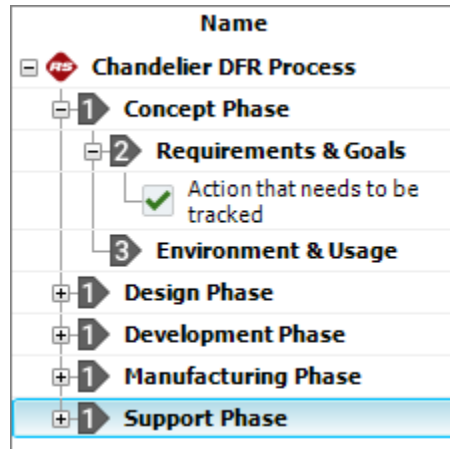 Name
RS Chandelier DFR Process
1 Concept Phase
2 Requirements & Goals
Action that needs to be
tracked
3 Environment & Usage
1 Design Phase
1 Development Phase
1 Manufacturing Phase
1 Support Phase